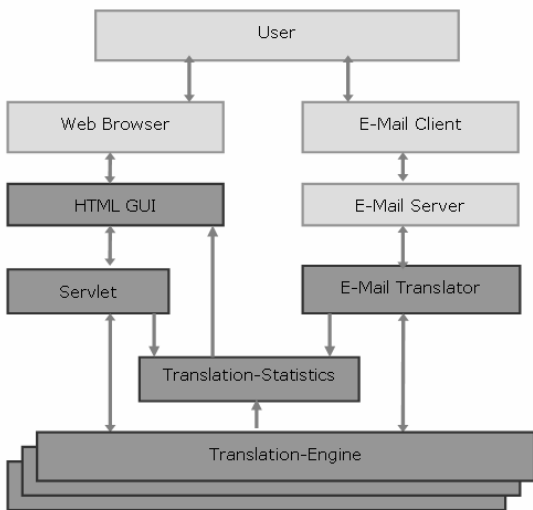 User
Web Browser
E-Mail Client
HTML GUI
E-Mail Server
Servlet
E-Mail Translator
Translation-Statistics
Translation-Engine